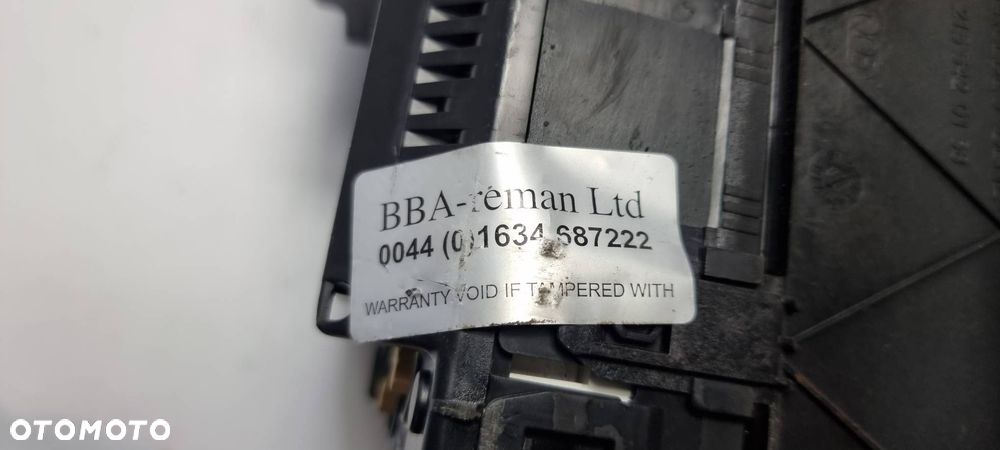 BBA-reman Ltd
0044 (0)1634 687222
WARRANTY VOID IF TAMPERED WITH
OTOMOTO